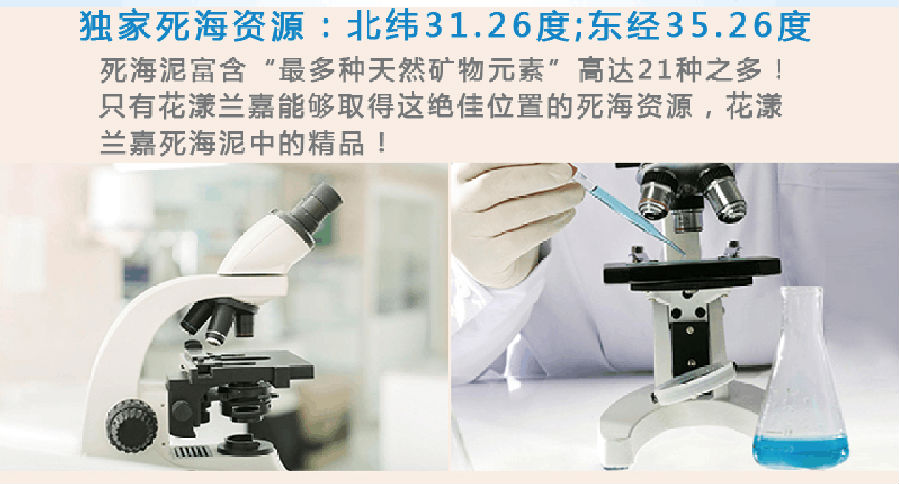 独家死海资源：北纬31.26度;东经35.26度
死海泥富含“最多种天然矿物元素”高达21种之多！
只有花漾兰嘉能够取得这绝佳位置的死海资源，花漾
兰嘉死海泥中的精品！